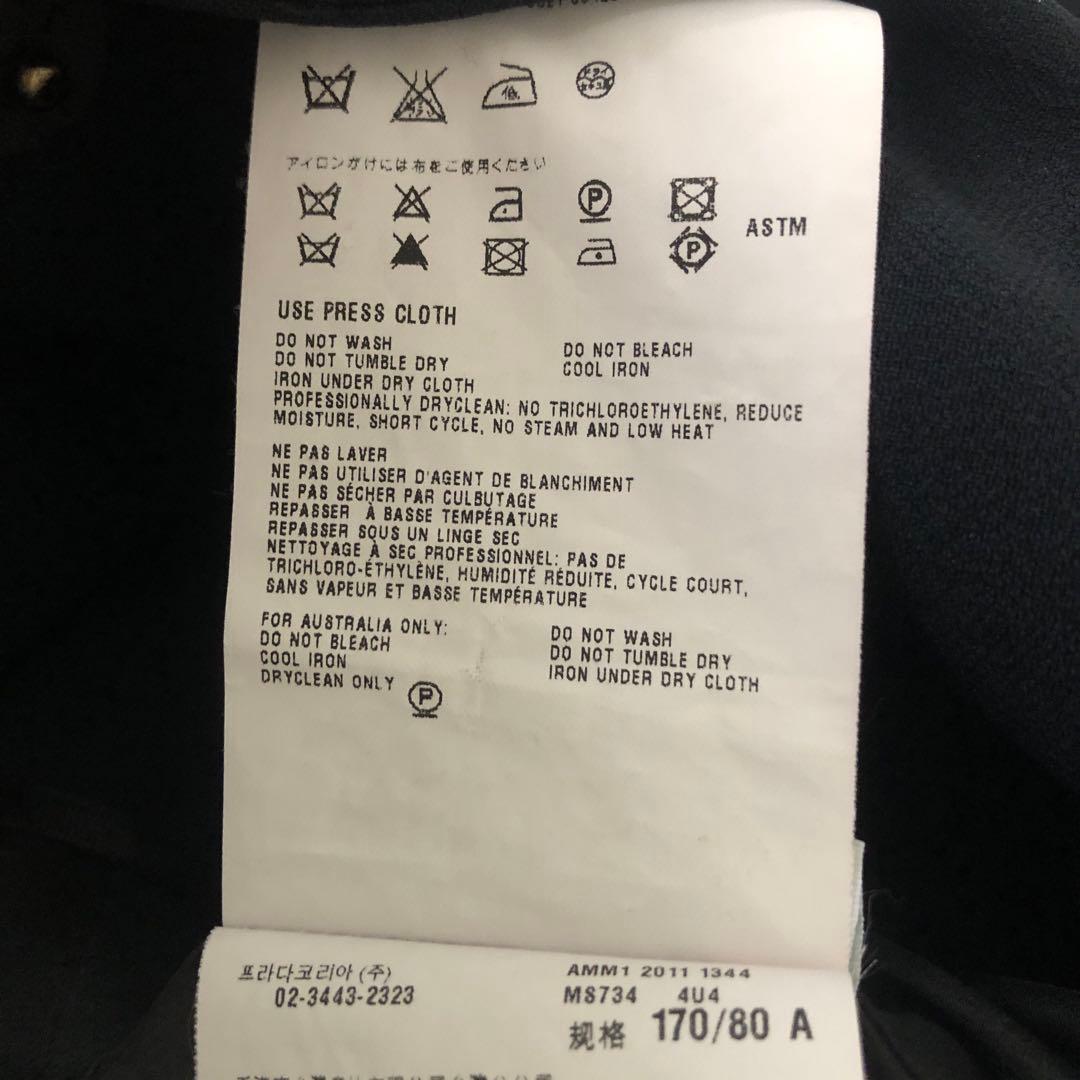 低
アイロンがけには布をご使用ください
P
ASTM
P
USE PRESS CLOTH
DO NOT WASH DO NOT BLEACH
DO NOT TUMBLE DRY COOL IRON
IRON UNDER DRY CLOTH
PROFESSIONALLY DRYCLEAN: NO TRICHLOROETHYLENE, REDUCE
MOISTURE, SHORT CYCLE, NO STEAM AND LOW HEAT
NE PAS LAVER
NE PAS UTILISER D'AGENT DE BLANCHIMENT
NE PAS SÉCHER PAR CULBUTAGE
REPASSER À BASSE TEMPÉRATURE
REPASSER SOUS UN LINGE SEC
NETTOYAGE À SEC PROFESSIONNEL: PAS DE
TRICHLORO-ÉTHYLÈNE, HUMIDITÉ RÉDUITE, CYCLE COURT,
SANS VAPEUR ET BASSE TEMPÉRATURE
FOR AUSTRALIA ONLY: DO NOT WASH
DO NOT BLEACH DO NOT TUMBLE DRY
COOL IRON IRON UNDER DRY CLOTH
DRYCLEAN ONLY P
프라다코리아 (주) AMM1 2011 1344
02-3443-2323 MS734 4U4
规格 170/80 A